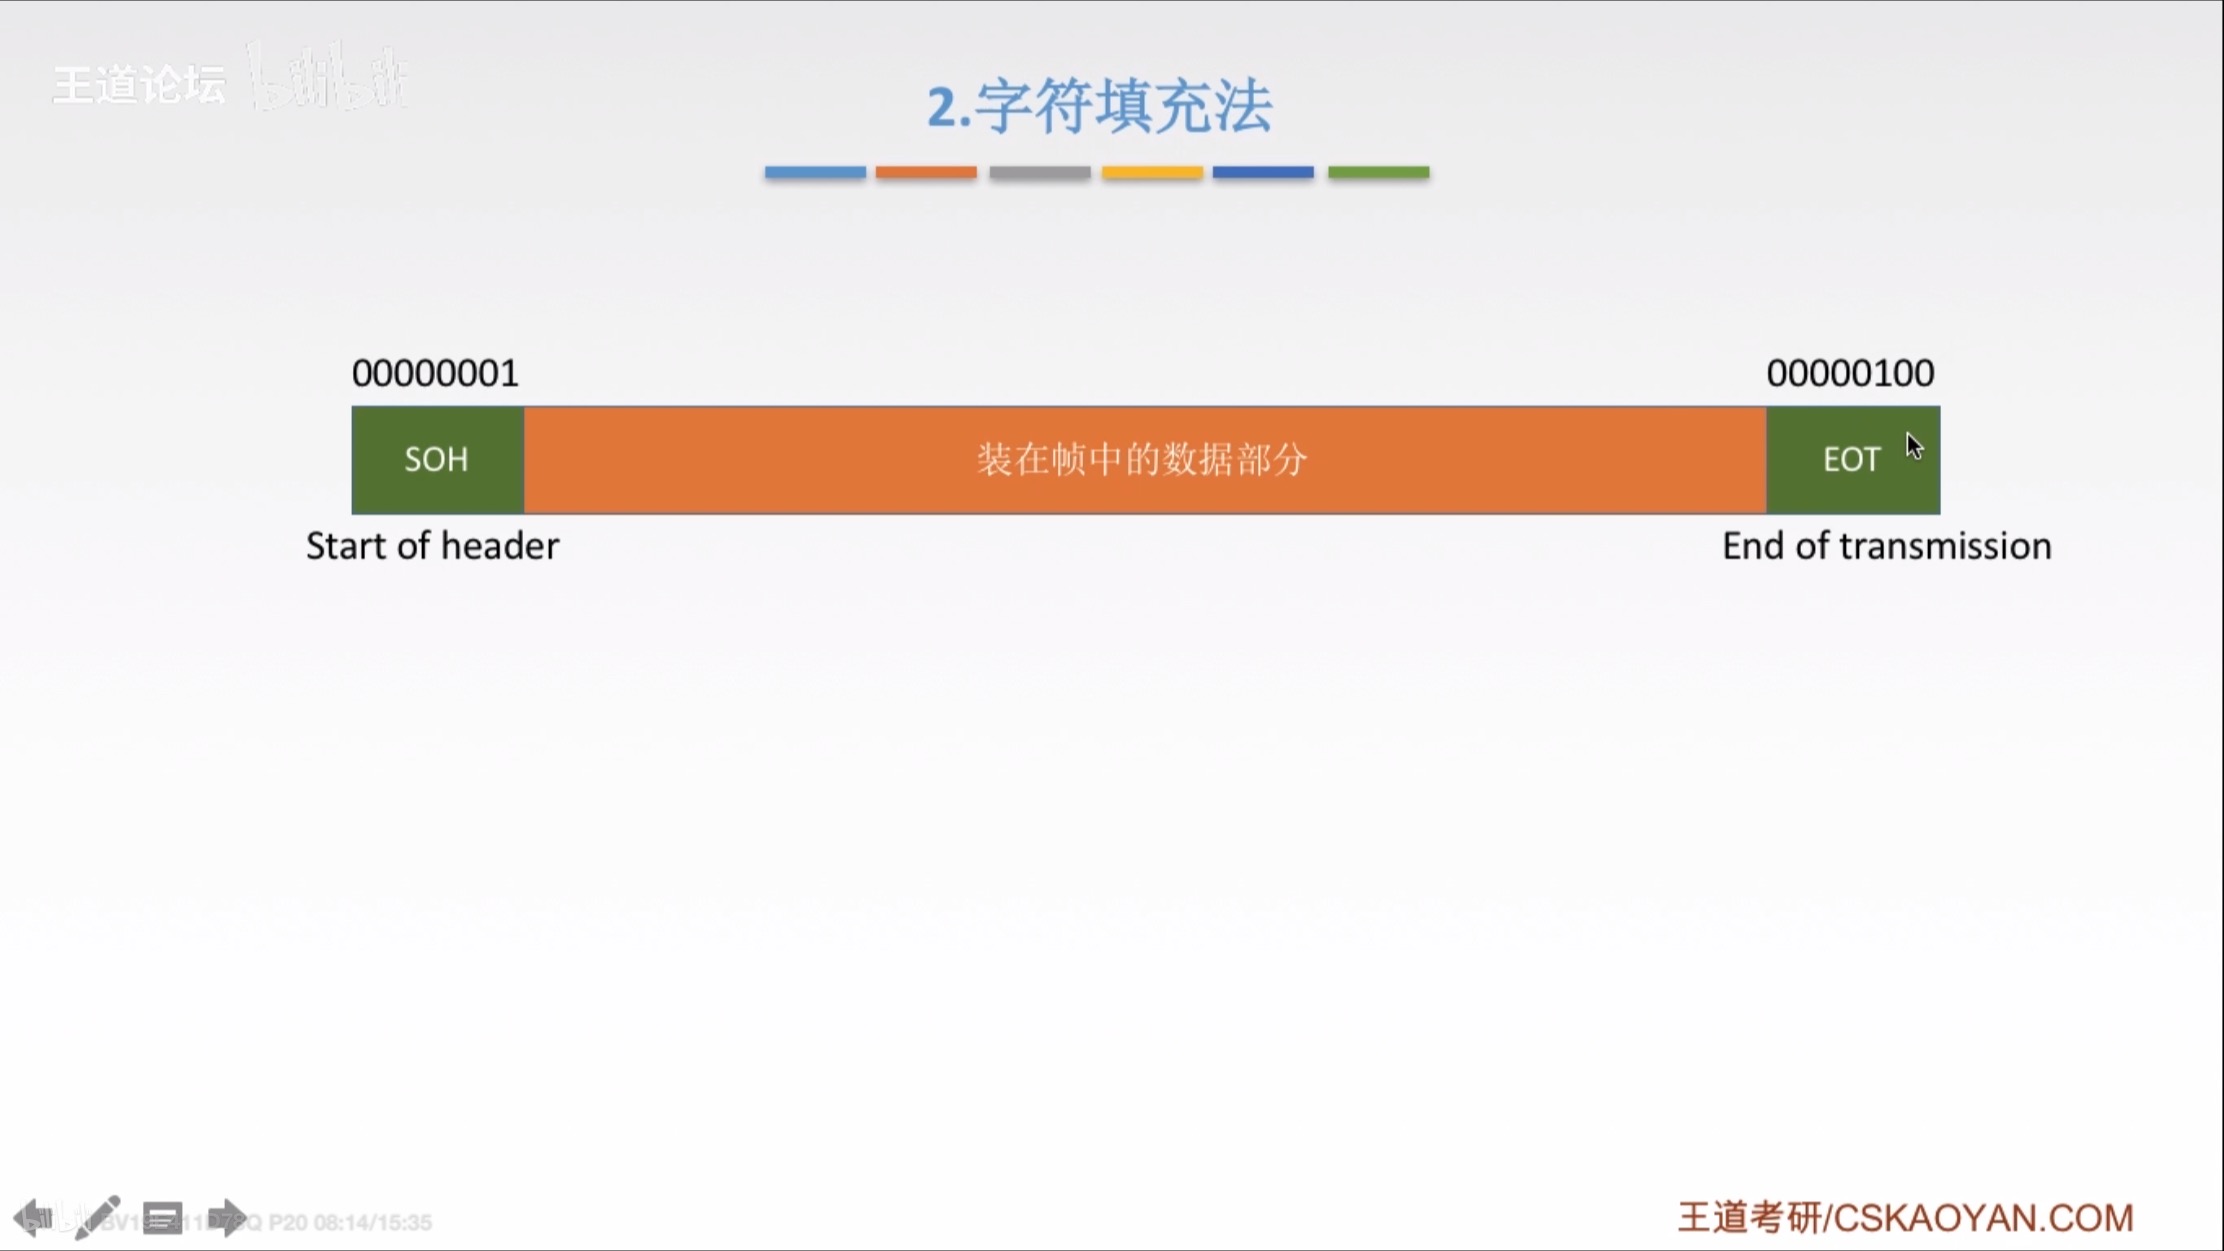 王道论坛 bilibili
2.字符填充法
00000001 00000100
SOH 装在帧中的数据部分 EOT
Start of header End of transmission
P20 08:14/15:35
王道考研/CSKAOYAN.COM